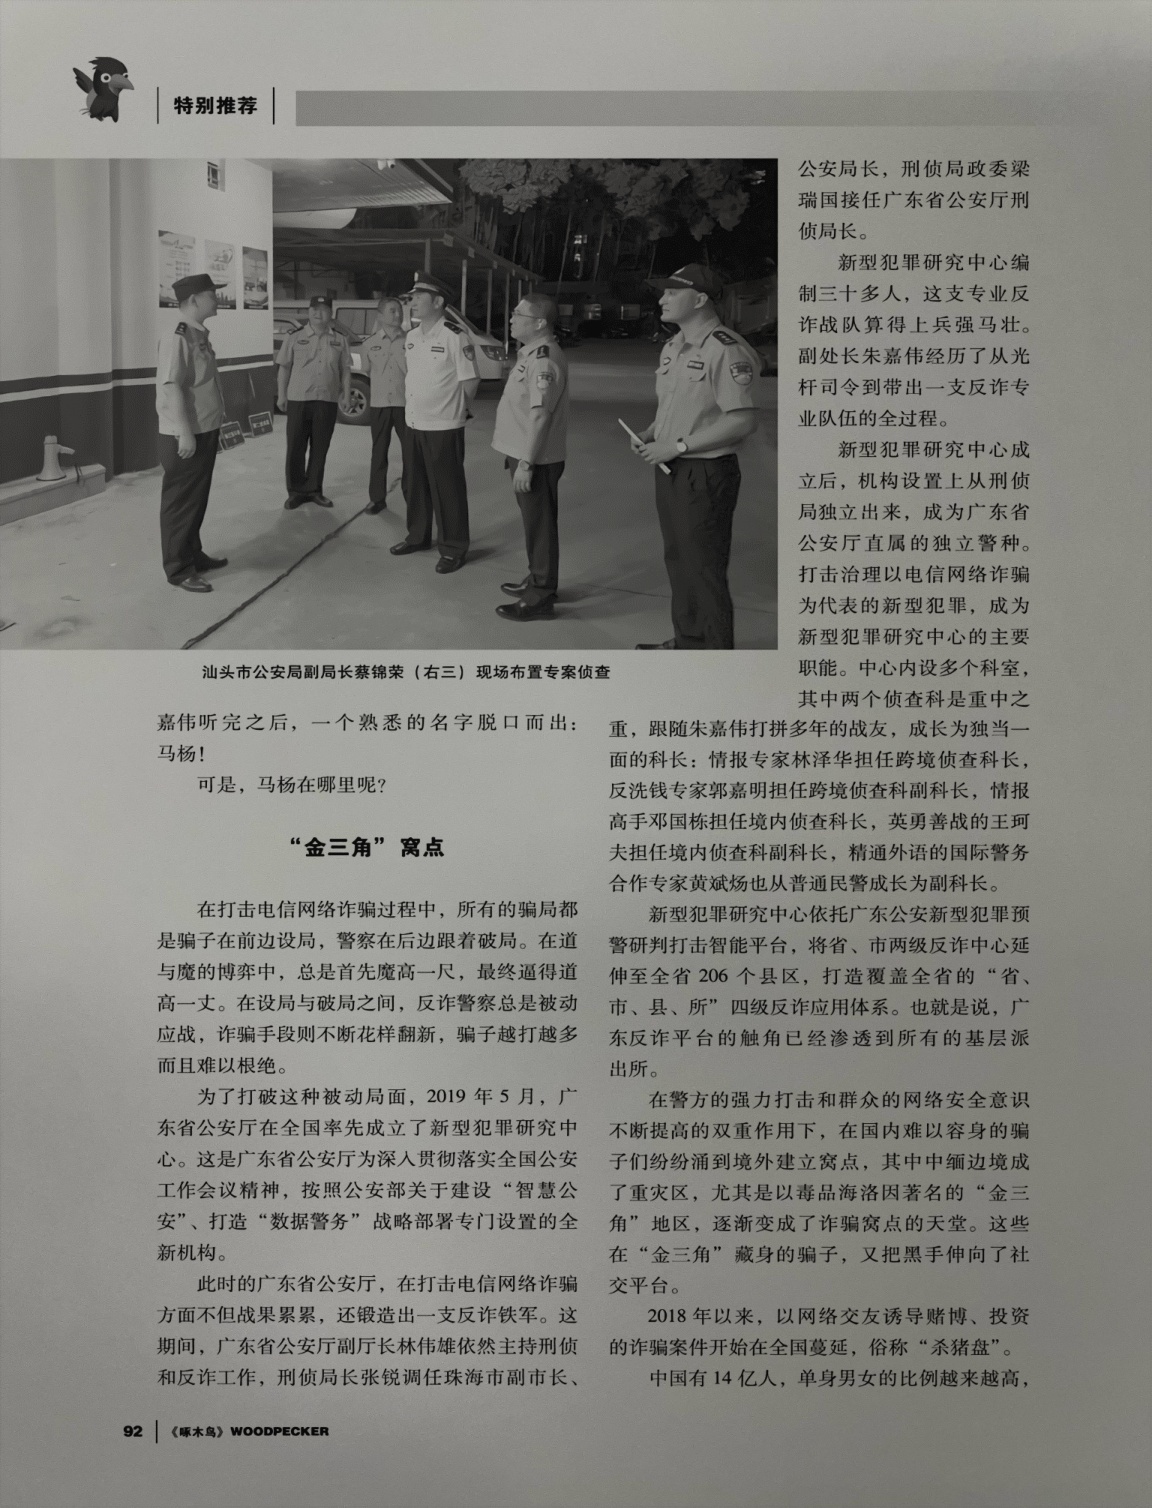 特别推荐
汕头市公安局副局长蔡锦荣（右三）现场布置专案侦查
嘉伟听完之后，一个熟悉的名字脱口而出：
马杨！
可是，马杨在哪里呢？
“金三角”窝点
在打击电信网络诈骗过程中，所有的骗局都
是骗子在前边设局，警察在后边跟着破局。在道
与魔的博弈中，总是首先魔高一尺，最终逼得道
高一丈。在设局与破局之间，反诈警察总是被动
应战，诈骗手段则不断花样翻新，骗子越打越多
而且难以根绝。
为了打破这种被动局面，2019 年 5 月，广
东省公安厅在全国率先成立了新型犯罪研究中
心。这是广东省公安厅为深入贯彻落实全国公安
工作会议精神，按照公安部关于建设“智慧公
安”、打造“数据警务”战略部署专门设置的全
新机构。
此时的广东省公安厅，在打击电信网络诈骗
方面不但战果累累，还锻造出一支反诈铁军。这
期间，广东省公安厅副厅长林伟雄依然主持刑侦
和反诈工作，刑侦局长张锐调任珠海市副市长、
公安局长，刑侦局政委梁
瑞国接任广东省公安厅刑
侦局长。
新型犯罪研究中心编
制三十多人，这支专业反
诈战队算得上兵强马壮。
副处长朱嘉伟经历了从光
杆司令到带出一支反诈专
业队伍的全过程。
新型犯罪研究中心成
立后，机构设置上从刑侦
局独立出来，成为广东省
公安厅直属的独立警种。
打击治理以电信网络诈骗
为代表的新型犯罪，成为
新型犯罪研究中心的主要
职能。中心内设多个科室，
其中两个侦查科是重中之
重，跟随朱嘉伟打拼多年的战友，成长为独当一
面的科长：情报专家林泽华担任跨境侦查科长，
反洗钱专家郭嘉明担任跨境侦查科副科长，情报
高手邓国栋担任境内侦查科长，英勇善战的王珂
夫担任境内侦查科副科长，精通外语的国际警务
合作专家黄斌炀也从普通民警成长为副科长。
新型犯罪研究中心依托广东公安新型犯罪预
警研判打击智能平台，将省、市两级反诈中心延
伸至全省 206 个县区，打造覆盖全省的“省、
市、县、所”四级反诈应用体系。也就是说，广
东反诈平台的触角已经渗透到所有的基层派
出所。
在警方的强力打击和群众的网络安全意识
不断提高的双重作用下，在国内难以容身的骗
子们纷纷涌到境外建立窝点，其中中缅边境成
了重灾区，尤其是以毒品海洛因著名的“金三
角”地区，逐渐变成了诈骗窝点的天堂。这些
在“金三角”藏身的骗子，又把黑手伸向了社
交平台。
2018 年以来，以网络交友诱导赌博、投资
的诈骗案件开始在全国蔓延，俗称“杀猪盘”。
中国有 14 亿人，单身男女的比例越来越高，
92 《啄木鸟》WOODPECKER